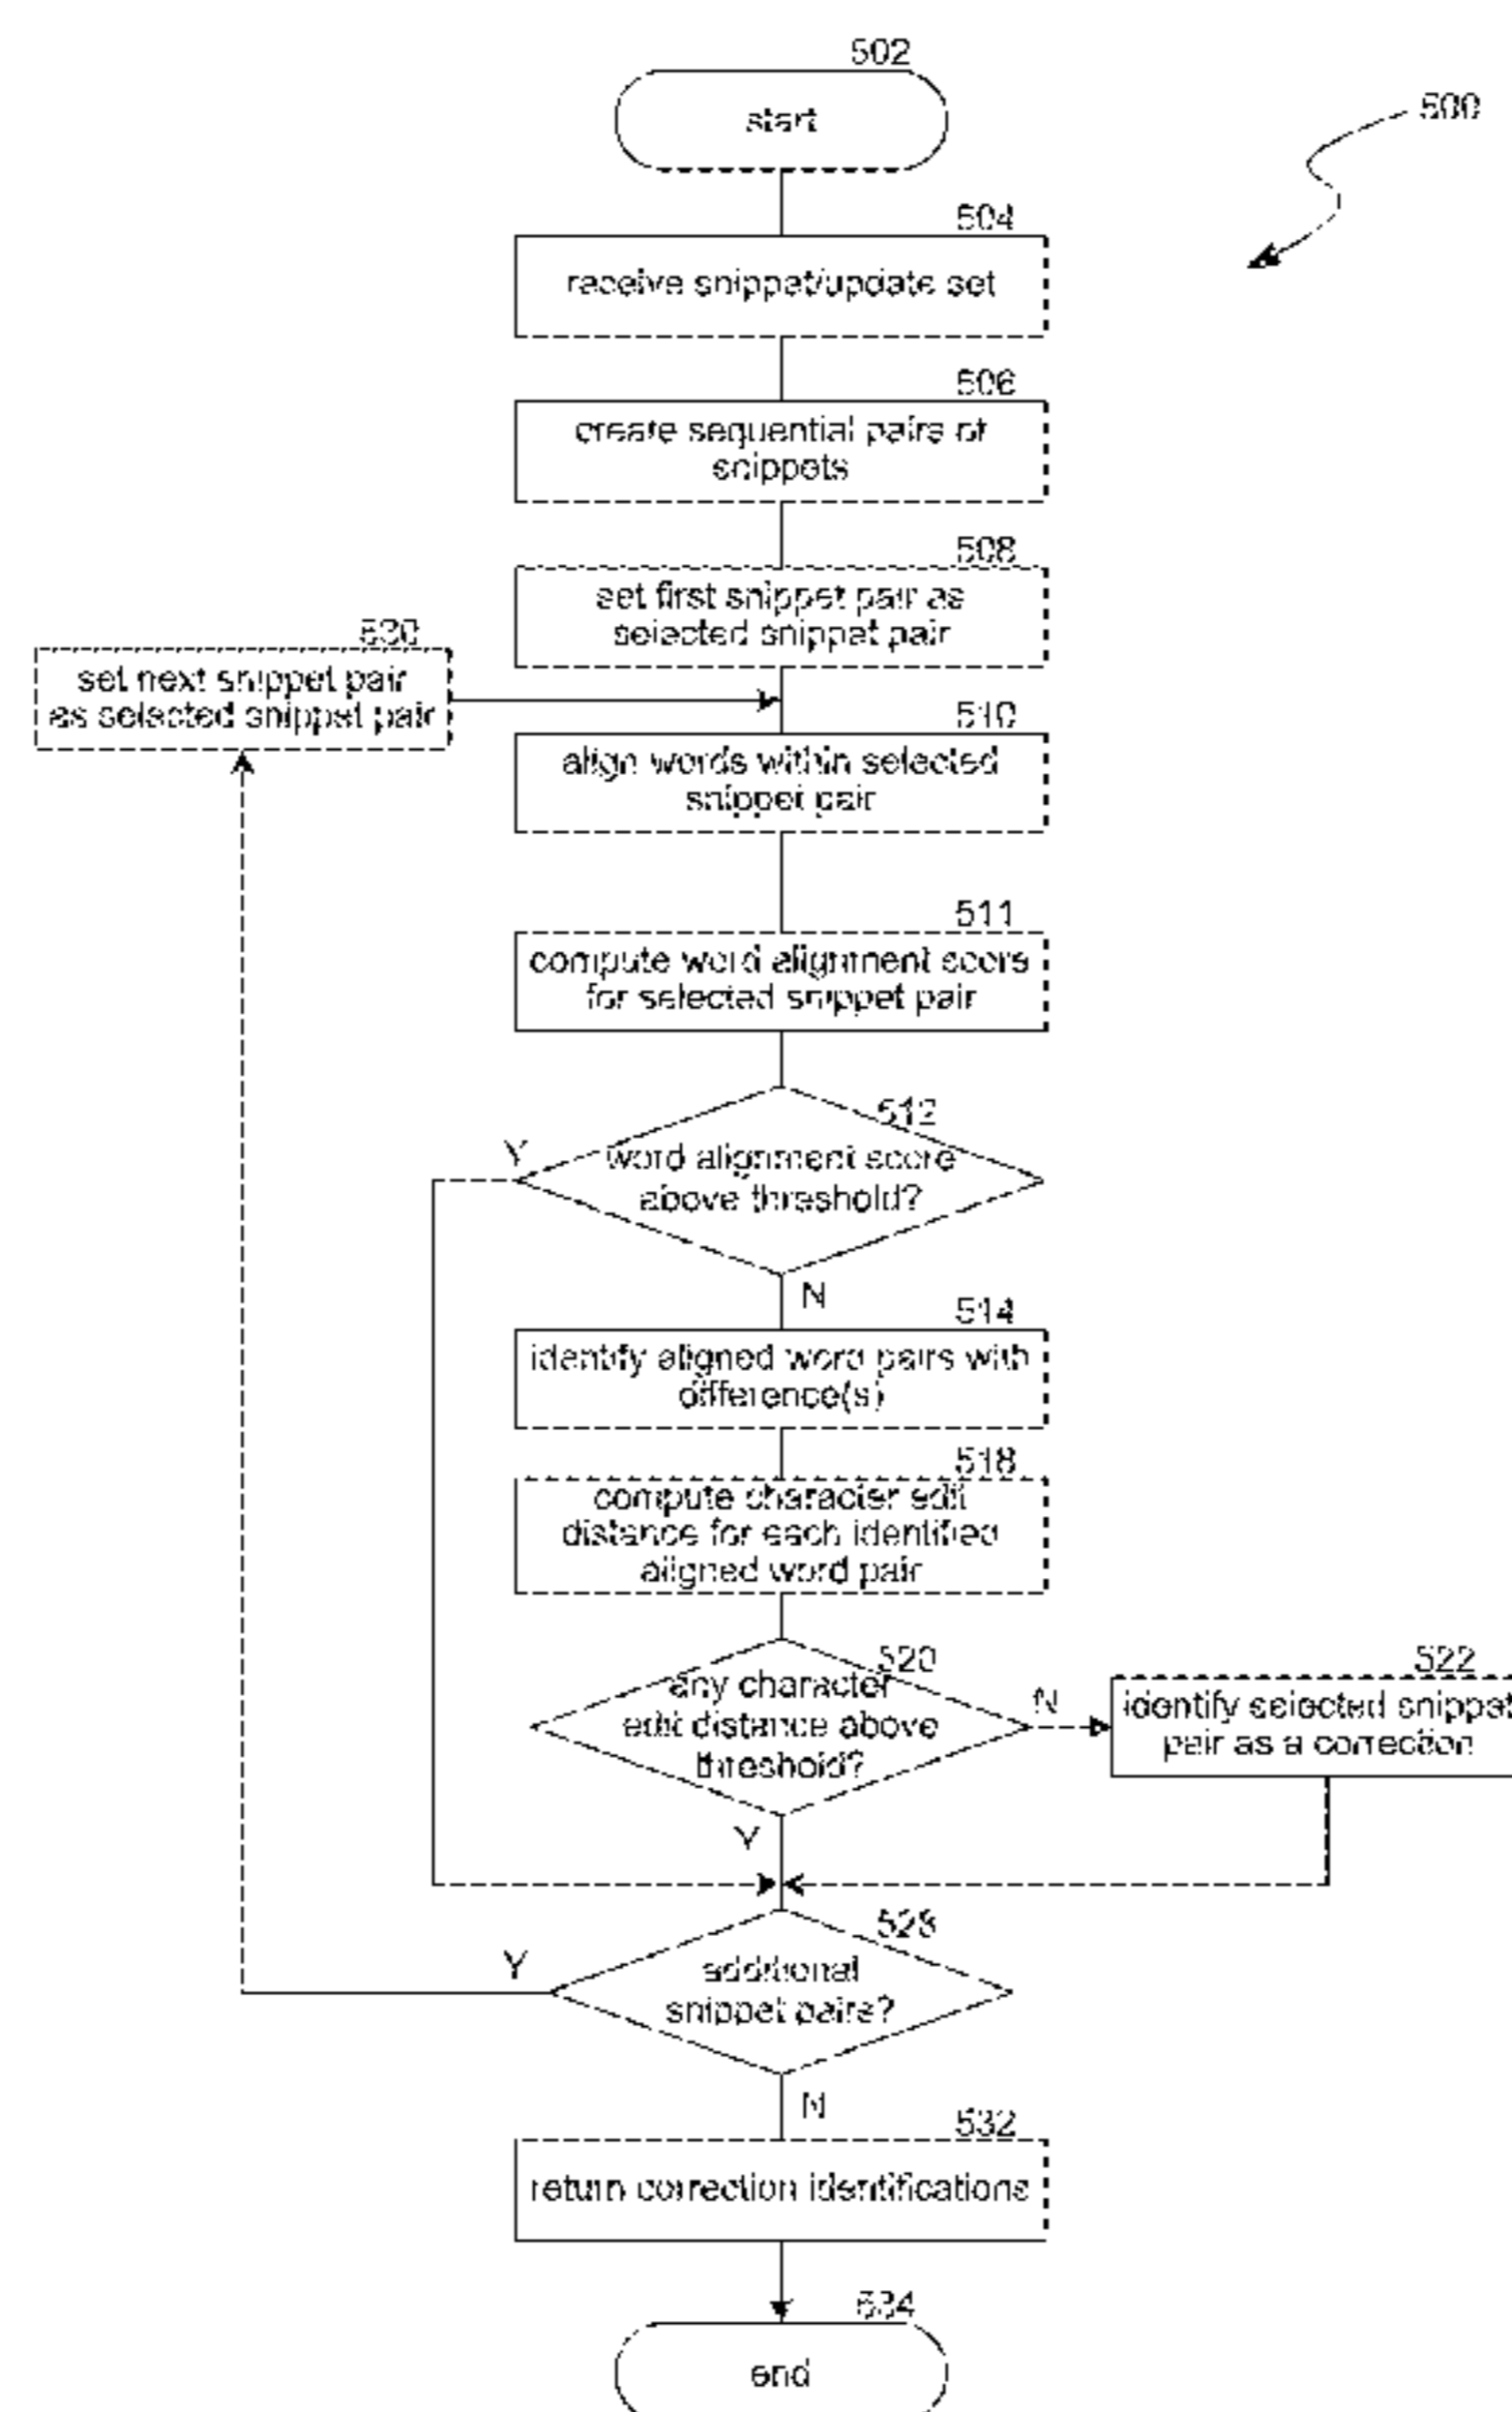 502
start
500
504
receive snippet/update set
506
create sequential pairs of
snippets
508
set first snippet pair as
selected snippet pair
530
set next snippet pair
as selected snippet pair
510
align words within selected
snippet pair
511
compute word alignment score
for selected snippet pair
512
Y
word alignment score
above threshold?
N
514
identify aligned word pairs with
difference(s)
518
compute character edit
distance for each identified
aligned word pair
520
any character
edit distance above
threshold?
N
522
identify selected snippet
pair as a correction
Y
528
Y
additional
snippet pairs?
N
532
return correction identifications
534
end